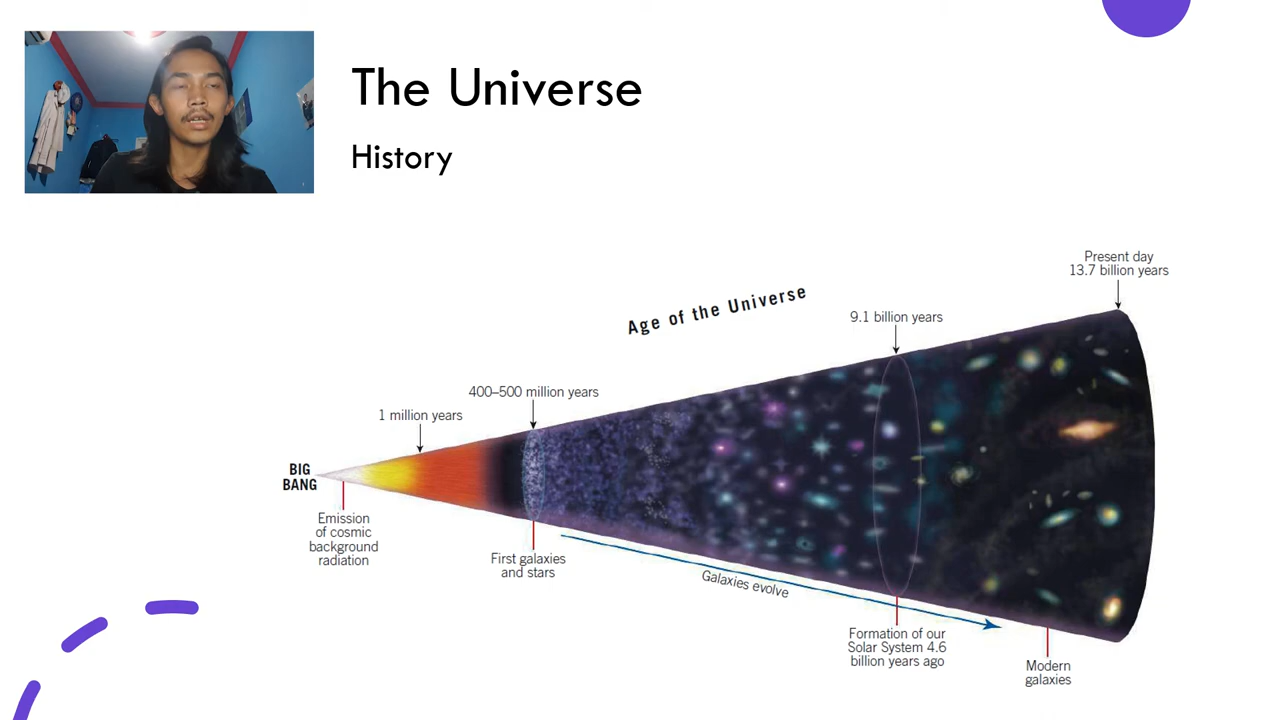 The Universe
History
Present day
13.7 billion years
Age of the Universe
9.1 billion years
400–500 million years
1 million years
BIG
BANG
Emission
of cosmic
background
radiation
First galaxies
and stars
Galaxies evolve
Formation of our
Solar System 4.6
billion years ago
Modern
galaxies